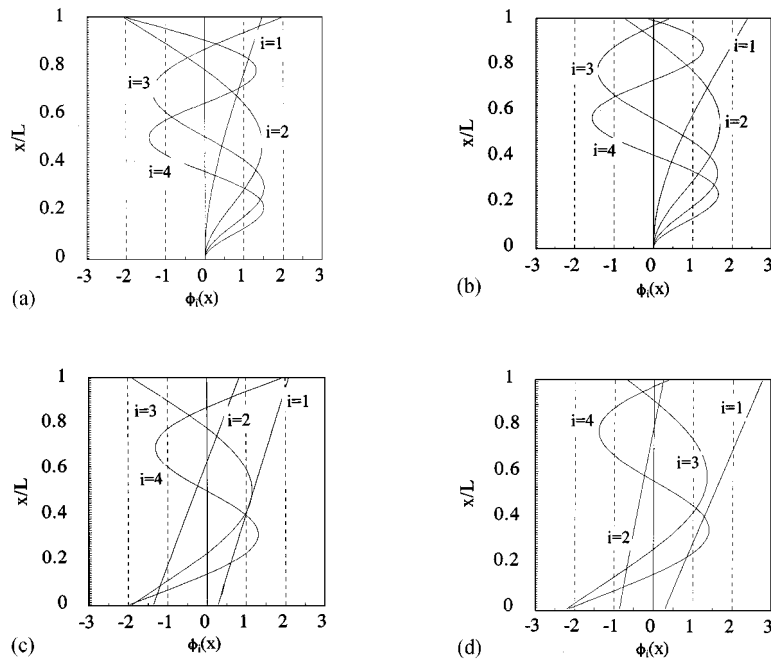 1
0.8
0.6
0.4
0.2
0
x/L
i=1
i=3
i=2
i=4
-3 -2 -1 0 1 2 3
(a)
ϕi(x)
1
0.8
0.6
0.4
0.2
0
x/L
i=1
i=3
i=2
i=4
-3 -2 -1 0 1 2 3
(b)
ϕi(x)
1
0.8
0.6
0.4
0.2
0
x/L
i=3
i=2
i=1
i=4
-3 -2 -1 0 1 2 3
(c)
ϕi(x)
1
0.8
0.6
0.4
0.2
0
x/L
i=4
i=1
i=3
i=2
-3 -2 -1 0 1 2 3
(d)
ϕi(x)